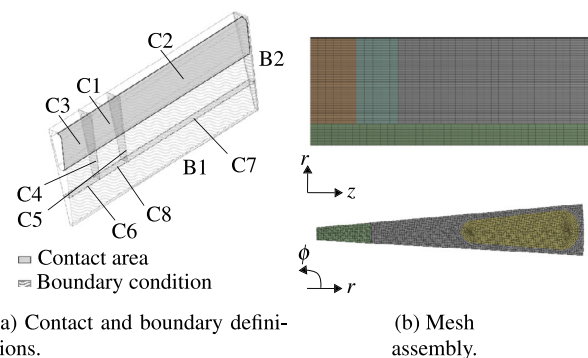 C2
C1
B2
C3
C7
C4
B1
C5
C8
C6
Contact area
Boundary condition
r
z
ϕ
r
a) Contact and boundary defini-
ions.
(b) Mesh
assembly.